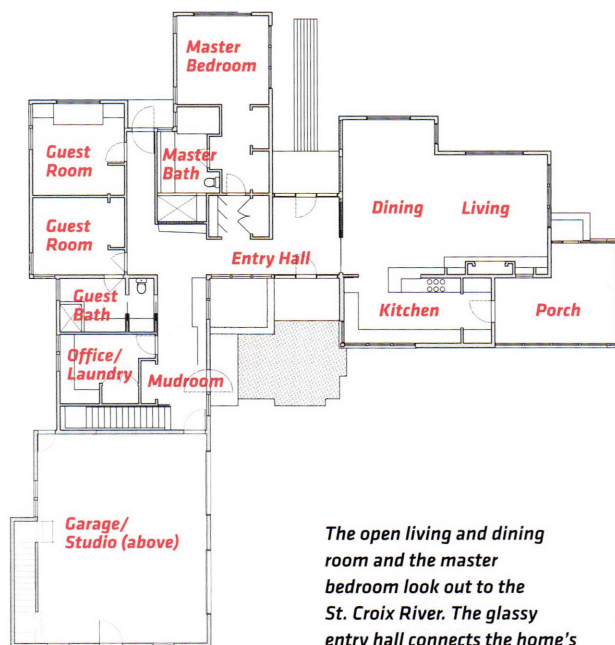 Master
Bedroom
Guest
Room
Master
Bath
Guest
Room
Dining
Living
Entry Hall
Guest
Bath
Kitchen
Porch
Office/
Laundry
Mudroom
Garage/
Studio (above)
The open living and dining
room and the master
bedroom look out to the
St. Croix River. The glassy
entry hall connects the home's